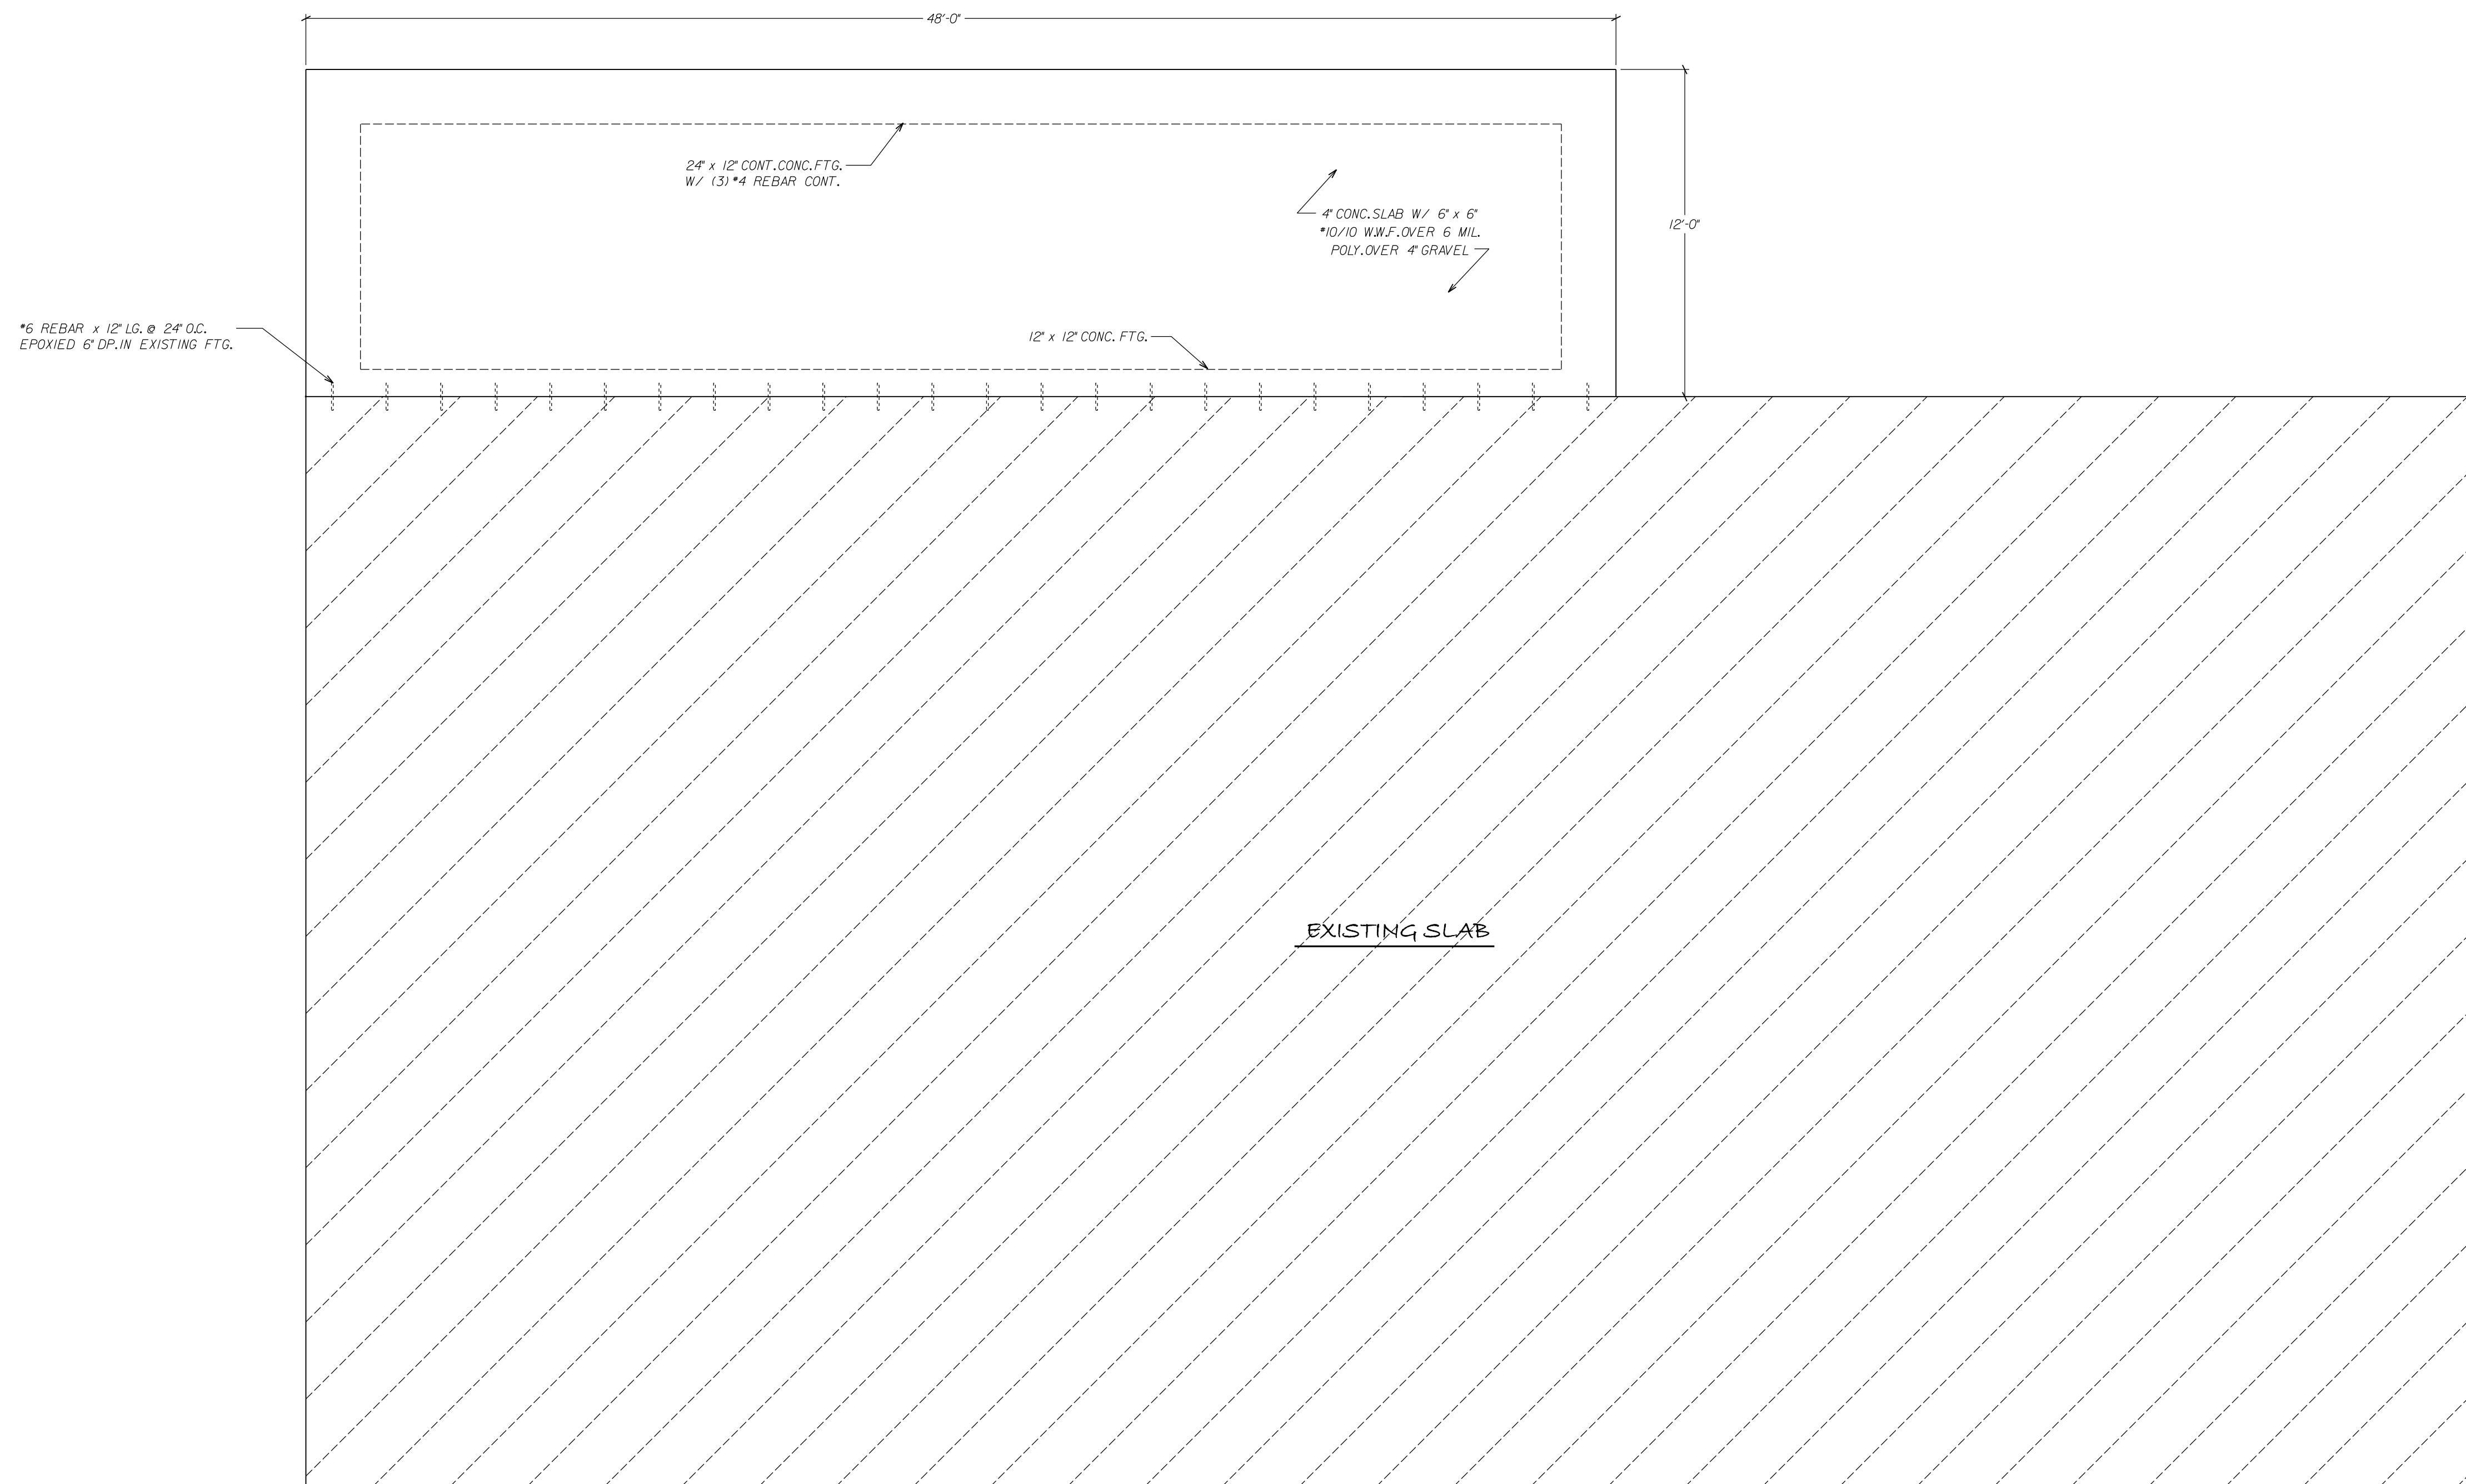 48'-0"
24" x 12" CONT. CONC. FTG.
W/ (3) #4 REBAR CONT.
4" CONC. SLAB W/ 6" x 6"
#10/10 W.W.F. OVER 6 MIL.
POLY. OVER 4" GRAVEL
12'-0"
#6 REBAR x 12" LG. @ 24" O.C.
EPOXIED 6" DP. IN EXISTING FTG.
12" x 12" CONC. FTG.
EXISTING SLAB